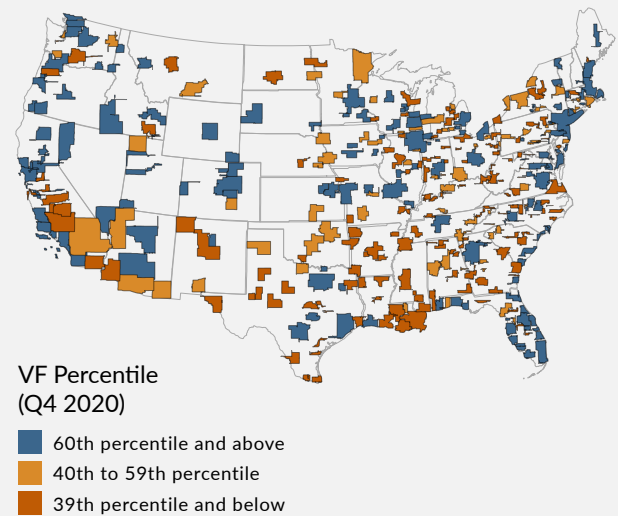 VF Percentile
(Q4 2020)
60th percentile and above
40th to 59th percentile
39th percentile and below